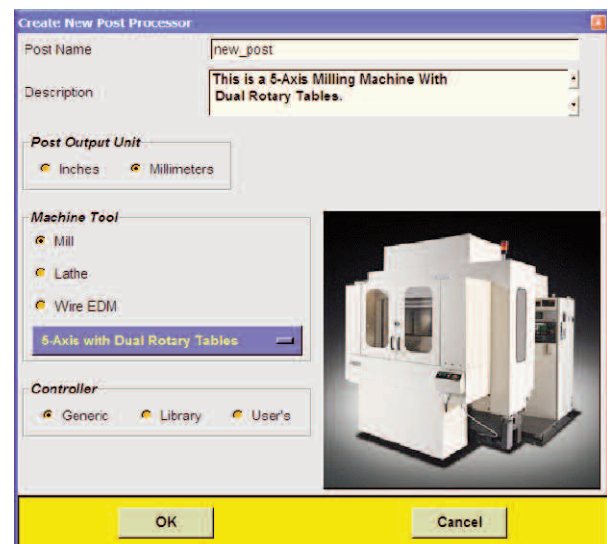 Create New Post Processor
Post Name
new_post
Description
This is a 5-Axis Milling Machine With
Dual Rotary Tables.
Post Output Unit
Inches
Millimeters
Machine Tool
Mill
Lathe
Wire EDM
5-Axis with Dual Rotary Tables
Controller
Generic
Library
User's
OK
Cancel